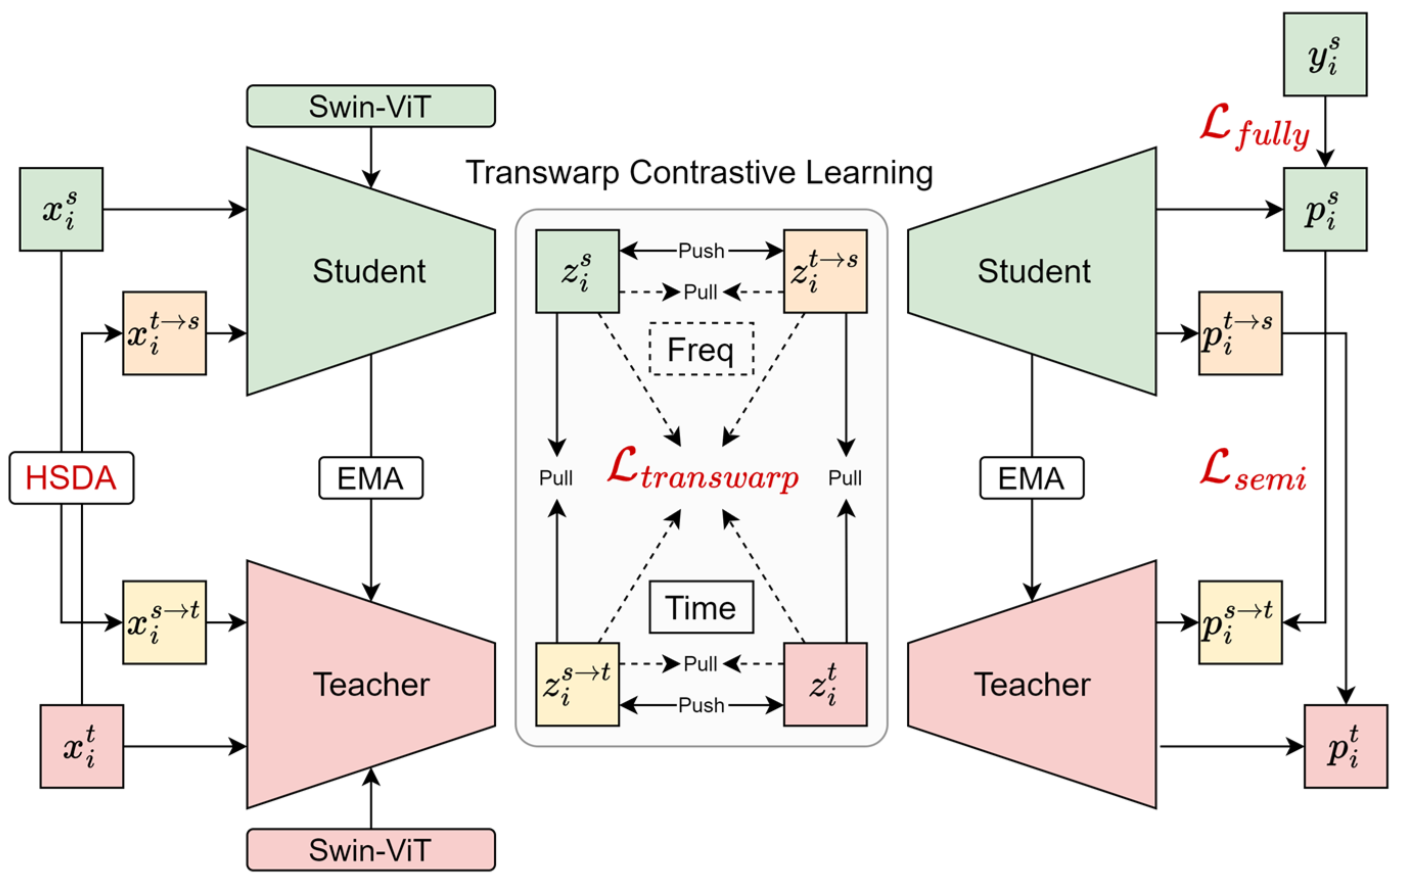 y_i^s
Swin-ViT
ℒ_fully
Transwarp Contrastive Learning
x_i^s
p_i^s
Student
z_i^s
Push
z_i^{t→s}
Student
Pull
x_i^{t→s}
Freq
p_i^{t→s}
HSDA
EMA
Pull
ℒ_transwarp
Pull
EMA
ℒ_semi
x_i^{s→t}
Time
p_i^{s→t}
Teacher
z_i^{s→t}
Pull
z_i^t
Teacher
Push
x_i^t
p_i^t
Swin-ViT